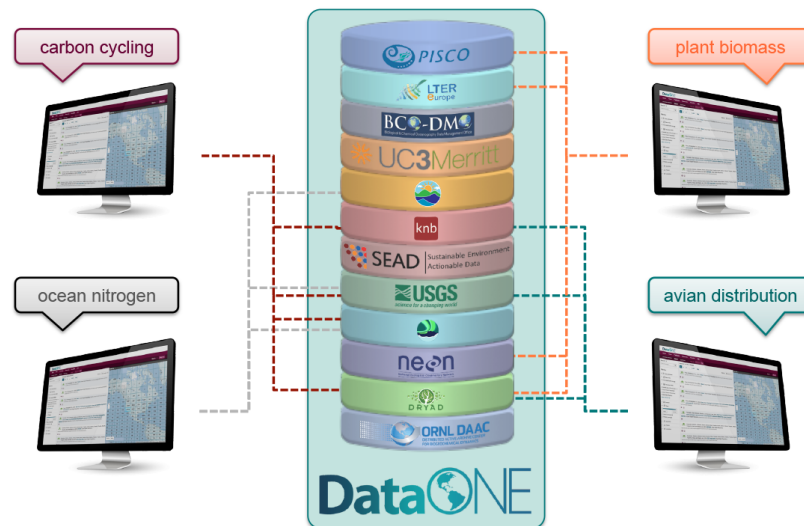 carbon cycling
plant biomass
PISCO
LTER
europe
BCO-DMO
UC3Merritt
knb
SEAD
Sustainable Environment
Actionable Data
USGS
science for a changing world
ocean nitrogen
avian distribution
neon
DRYAD
ORNL DAAC
DataONE